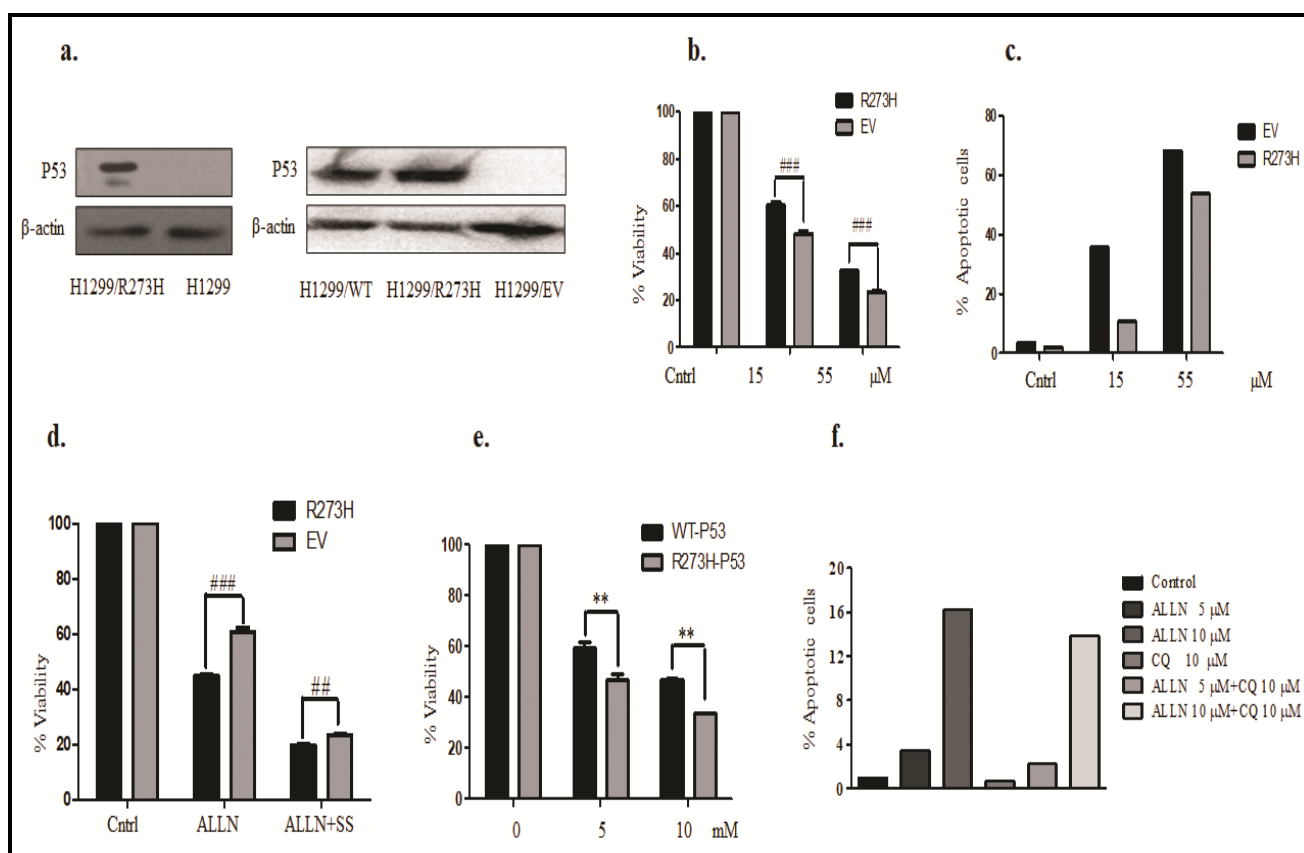 a.
P53
β-actin
H1299/R273H H1299
P53
β-actin
H1299/WT H1299/R273H H1299/EV
b.
R273H
EV
% Viability
100
80
60
40
20
0
###
###
Cntrl 15 55 μM
c.
EV
R273H
% Apoptotic cells
80
60
40
20
0
Cntrl 15 55 μM
d.
R273H
EV
% Viability
100
80
60
40
20
0
###
##
Cntrl ALLN ALLN+SS
e.
WT-P53
R273H-P53
% Viability
100
80
60
40
20
0
**
**
0 5 10 mM
f.
% Apoptotic cells
20
16
12
8
4
0
Control
ALLN 5 μM
ALLN 10 μM
CQ 10 μM
ALLN 5 μM+CQ 10 μM
ALLN 10 μM+CQ 10 μM